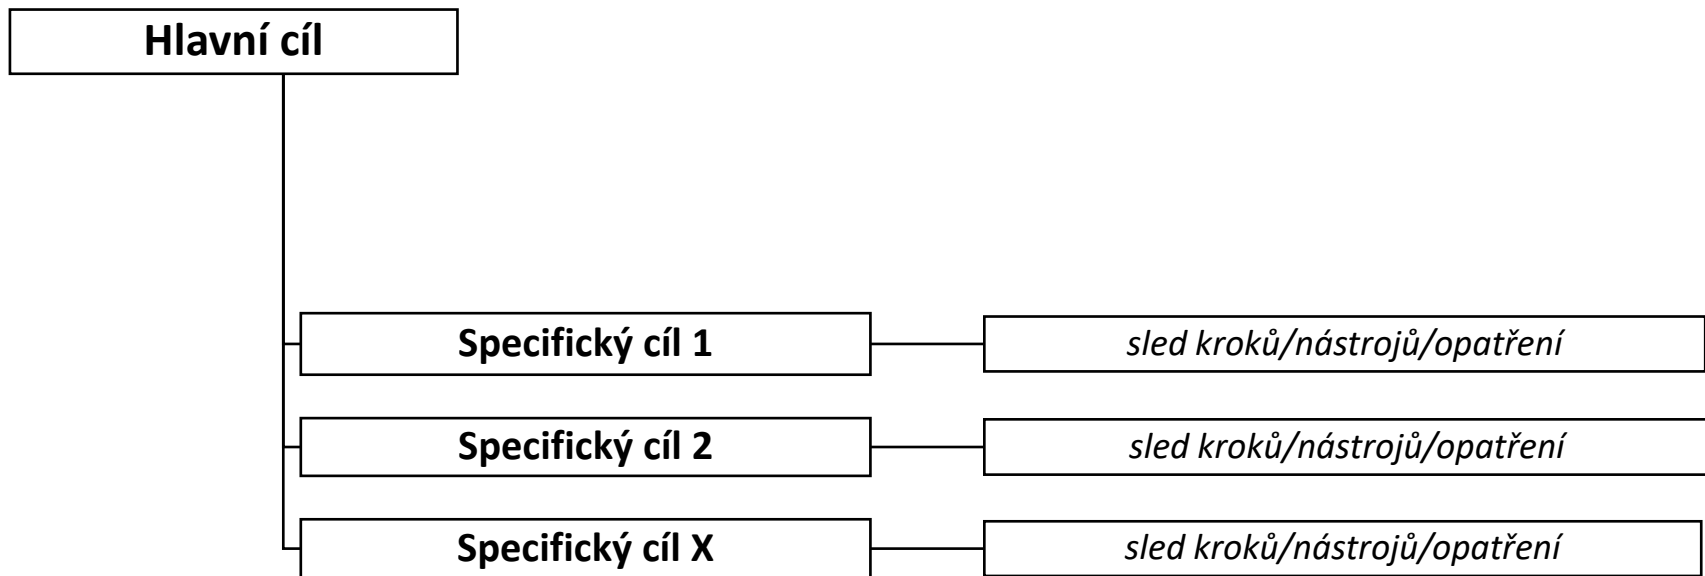 Hlavní cíl
Specifický cíl 1
sled kroků/nástrojů/opatření
Specifický cíl 2
sled kroků/nástrojů/opatření
Specifický cíl X
sled kroků/nástrojů/opatření